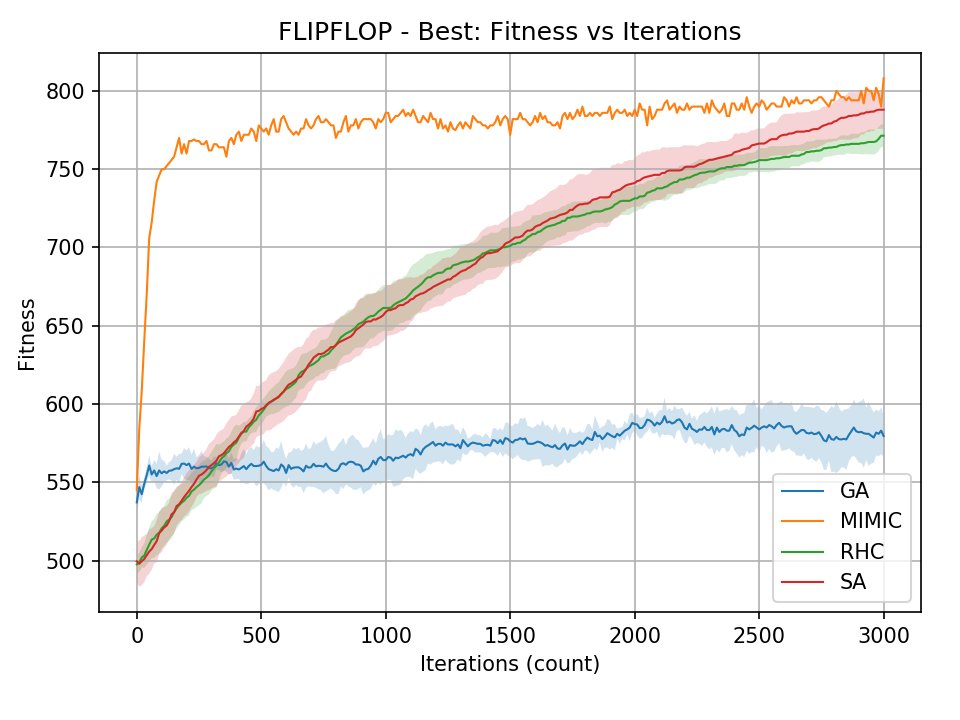 FLIPFLOP - Best: Fitness vs Iterations
Fitness
800
750
700
650
600
550
500
GA
MIMIC
RHC
SA
0 500 1000 1500 2000 2500 3000
Iterations (count)